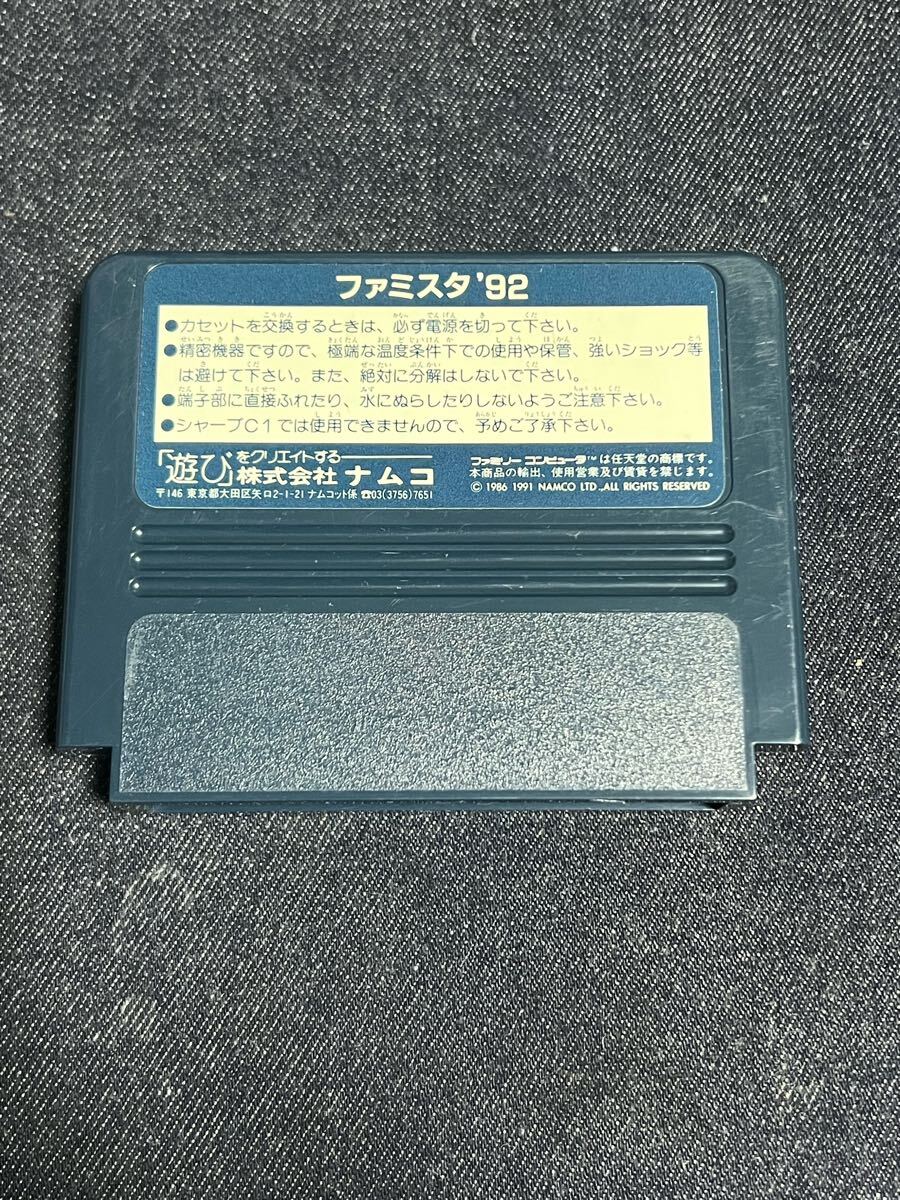 ファミスタ'92
●カセットを交換するときは、必ず電源を切って下さい。
●精密機器ですので、極端な温度条件下での使用や保管、強いショック等
は避けて下さい。また、絶対に分解はしないで下さい。
●端子部に直接ふれたり、水にぬらしたりしないようご注意下さい。
●シャープC1では使用できませんので、予めご了承下さい。
「遊び」をクリエイトする
株式会社 ナムコ
〒146 東京都大田区矢口2-1-21 ナムコット係 ☎03(3756)7651
ファミリーコンピュータ™は任天堂の商標です。
本商品の輸出、使用営業及び賃貸を禁じます。
© 1986 1991 NAMCO LTD.,ALL RIGHTS RESERVED